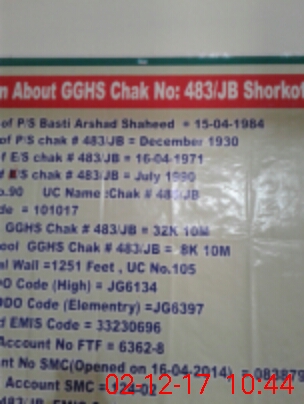 n About GGHS Chak No: 483/JB Shorkot
of P/S Basti Arshad Shaheed = 15-04-1984
of P/S chak # 483/JB = December 1930
of E/S chak # 483/JB = 16-04-1971
d H/S chak # 483/JB = July 1990
o.90 UC Name :Chak # 483/JB
de = 101017
GGHS Chak # 483/JB = 32K 10M
ool GGHS Chak # 483/JB = 8K 10M
al Wall =1251 Feet , UC No.105
DO Code (High) = JG6134
DDO Code (Elementry) =JG6397
d EMIS Code = 33230696
Account No FTF = 6362-8
nt No SMC(Opened on 16-04-2014) = 083879
Account SMC = 124-02
02-12-17 10:44